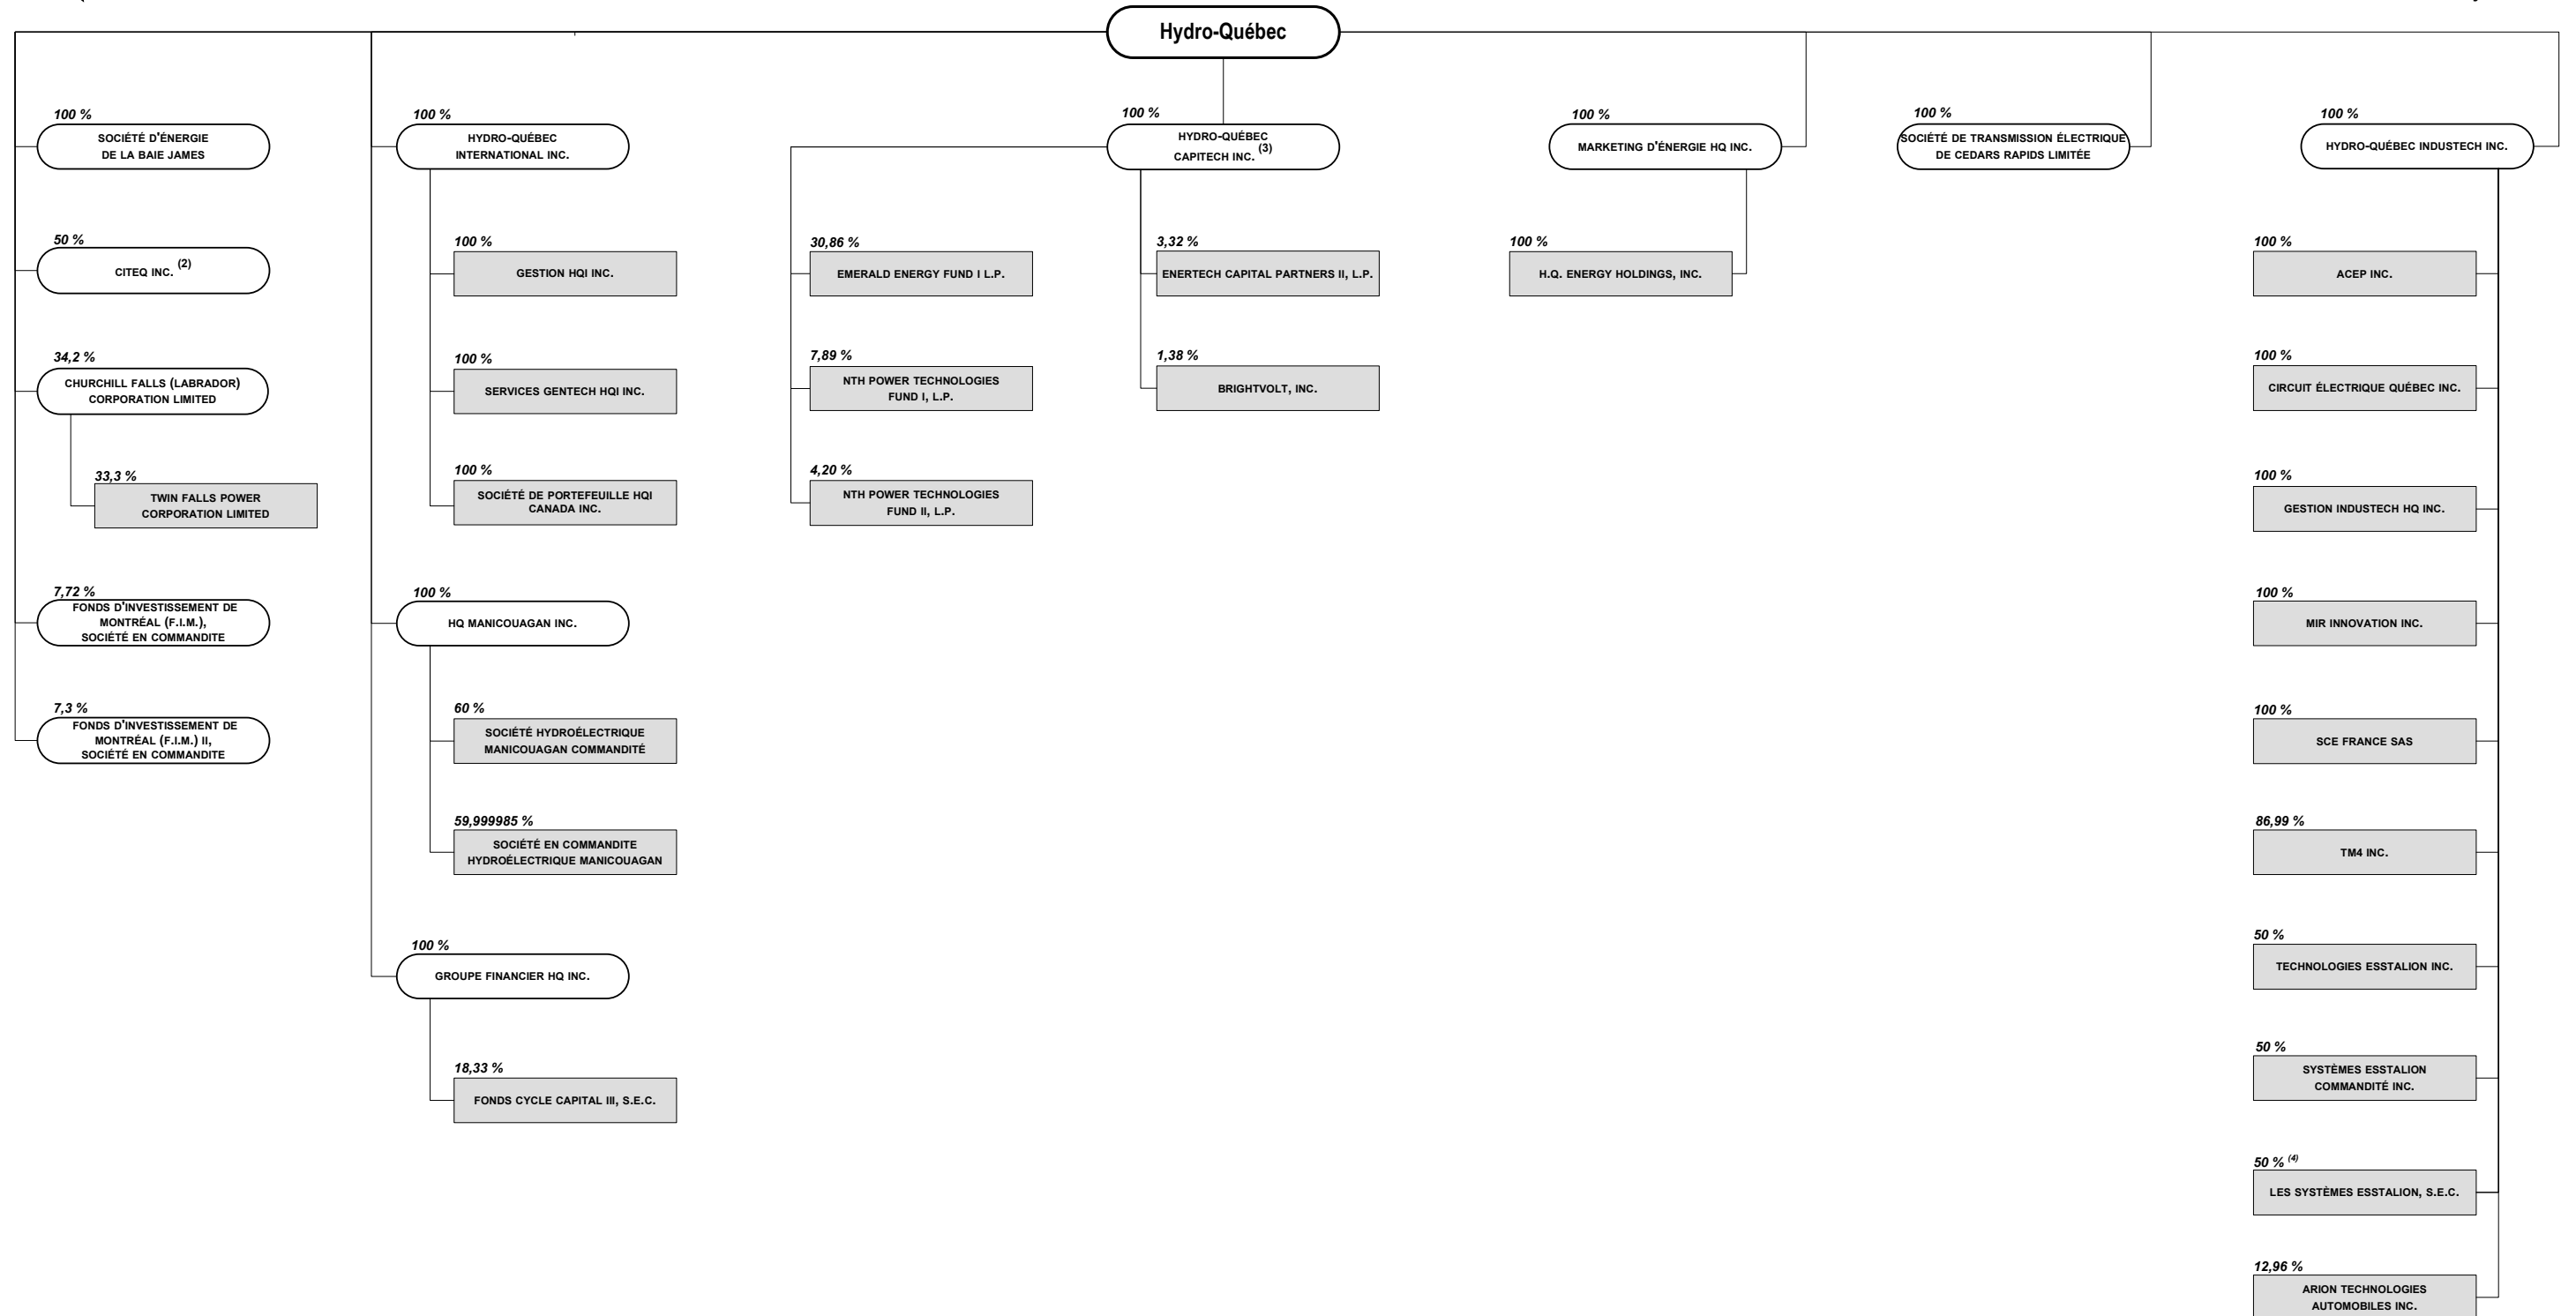 Hydro-Québec
100 %
SOCIÉTÉ D'ÉNERGIE
DE LA BAIE JAMES
50 %
CITEQ INC. (2)
34,2 %
CHURCHILL FALLS (LABRADOR)
CORPORATION LIMITED
33,3 %
TWIN FALLS POWER
CORPORATION LIMITED
7,72 %
FONDS D'INVESTISSEMENT DE
MONTRÉAL (F.I.M.),
SOCIÉTÉ EN COMMANDITE
7,3 %
FONDS D'INVESTISSEMENT DE
MONTRÉAL (F.I.M.) II,
SOCIÉTÉ EN COMMANDITE
100 %
HYDRO-QUÉBEC
INTERNATIONAL INC.
100 %
GESTION HQI INC.
100 %
SERVICES GENTECH HQI INC.
100 %
SOCIÉTÉ DE PORTEFEUILLE HQI
CANADA INC.
100 %
HQ MANICOUAGAN INC.
60 %
SOCIÉTÉ HYDROÉLECTRIQUE
MANICOUAGAN COMMANDITÉ
59,999985 %
SOCIÉTÉ EN COMMANDITE
HYDROÉLECTRIQUE MANICOUAGAN
100 %
GROUPE FINANCIER HQ INC.
18,33 %
FONDS CYCLE CAPITAL III, S.E.C.
100 %
HYDRO-QUÉBEC
CAPITECH INC. (3)
30,86 %
EMERALD ENERGY FUND I L.P.
7,89 %
NTH POWER TECHNOLOGIES
FUND I, L.P.
4,20 %
NTH POWER TECHNOLOGIES
FUND II, L.P.
3,32 %
ENERTECH CAPITAL PARTNERS II, L.P.
1,38 %
BRIGHTVOLT, INC.
100 %
MARKETING D'ÉNERGIE HQ INC.
100 %
H.Q. ENERGY HOLDINGS, INC.
100 %
SOCIÉTÉ DE TRANSMISSION ÉLECTRIQUE
DE CEDARS RAPIDS LIMITÉE
100 %
HYDRO-QUÉBEC INDUSTECH INC.
100 %
ACEP INC.
100 %
CIRCUIT ÉLECTRIQUE QUÉBEC INC.
100 %
GESTION INDUSTECH HQ INC.
100 %
MIR INNOVATION INC.
100 %
SCE FRANCE SAS
86,99 %
TM4 INC.
50 %
TECHNOLOGIES ESSTALION INC.
50 %
SYSTÈMES ESSTALION
COMMANDITÉ INC.
50 % (4)
LES SYSTÈMES ESSTALION, S.E.C.
12,96 %
ARION TECHNOLOGIES
AUTOMOBILES INC.